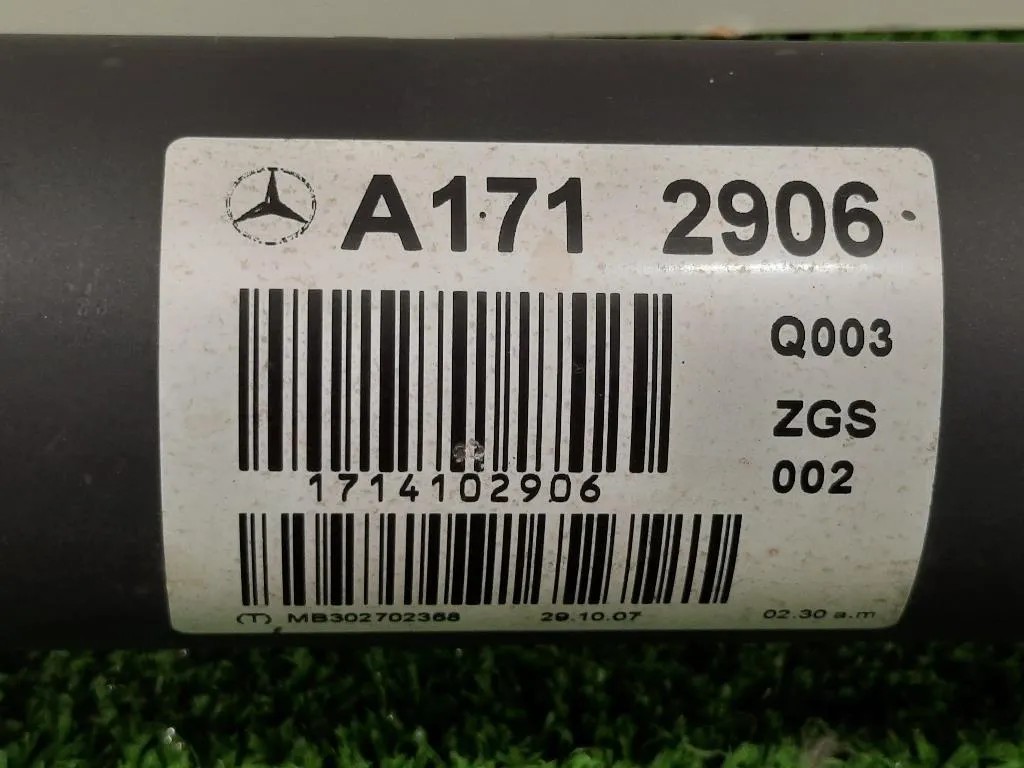 A171 2906
Q003
ZGS
002
1714102906
(T) MB302702368 29.10.07 02.30 a.m